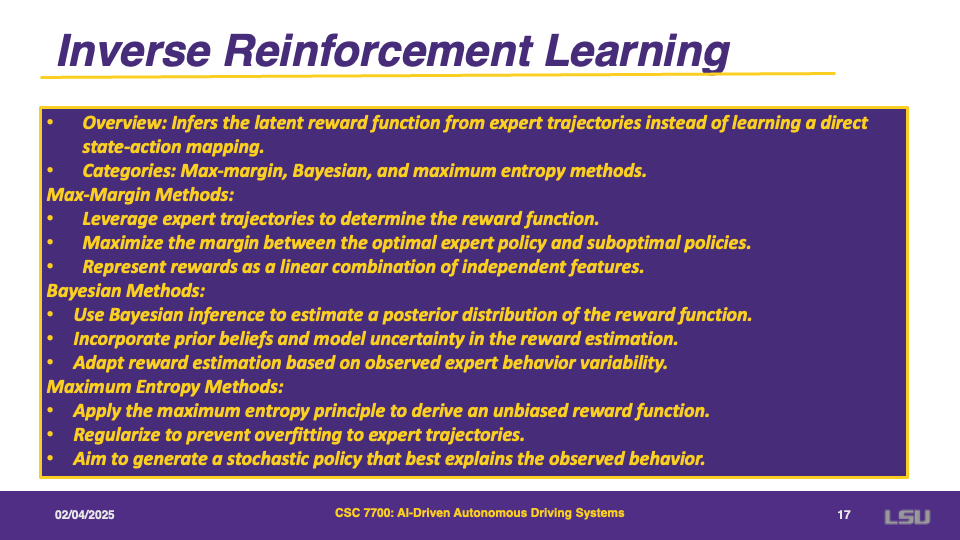 Inverse Reinforcement Learning
• Overview: Infers the latent reward function from expert trajectories instead of learning a direct
state-action mapping.
• Categories: Max-margin, Bayesian, and maximum entropy methods.
Max-Margin Methods:
• Leverage expert trajectories to determine the reward function.
• Maximize the margin between the optimal expert policy and suboptimal policies.
• Represent rewards as a linear combination of independent features.
Bayesian Methods:
• Use Bayesian inference to estimate a posterior distribution of the reward function.
• Incorporate prior beliefs and model uncertainty in the reward estimation.
• Adapt reward estimation based on observed expert behavior variability.
Maximum Entropy Methods:
• Apply the maximum entropy principle to derive an unbiased reward function.
• Regularize to prevent overfitting to expert trajectories.
• Aim to generate a stochastic policy that best explains the observed behavior.
02/04/2025 CSC 7700: AI-Driven Autonomous Driving Systems 17 LSU